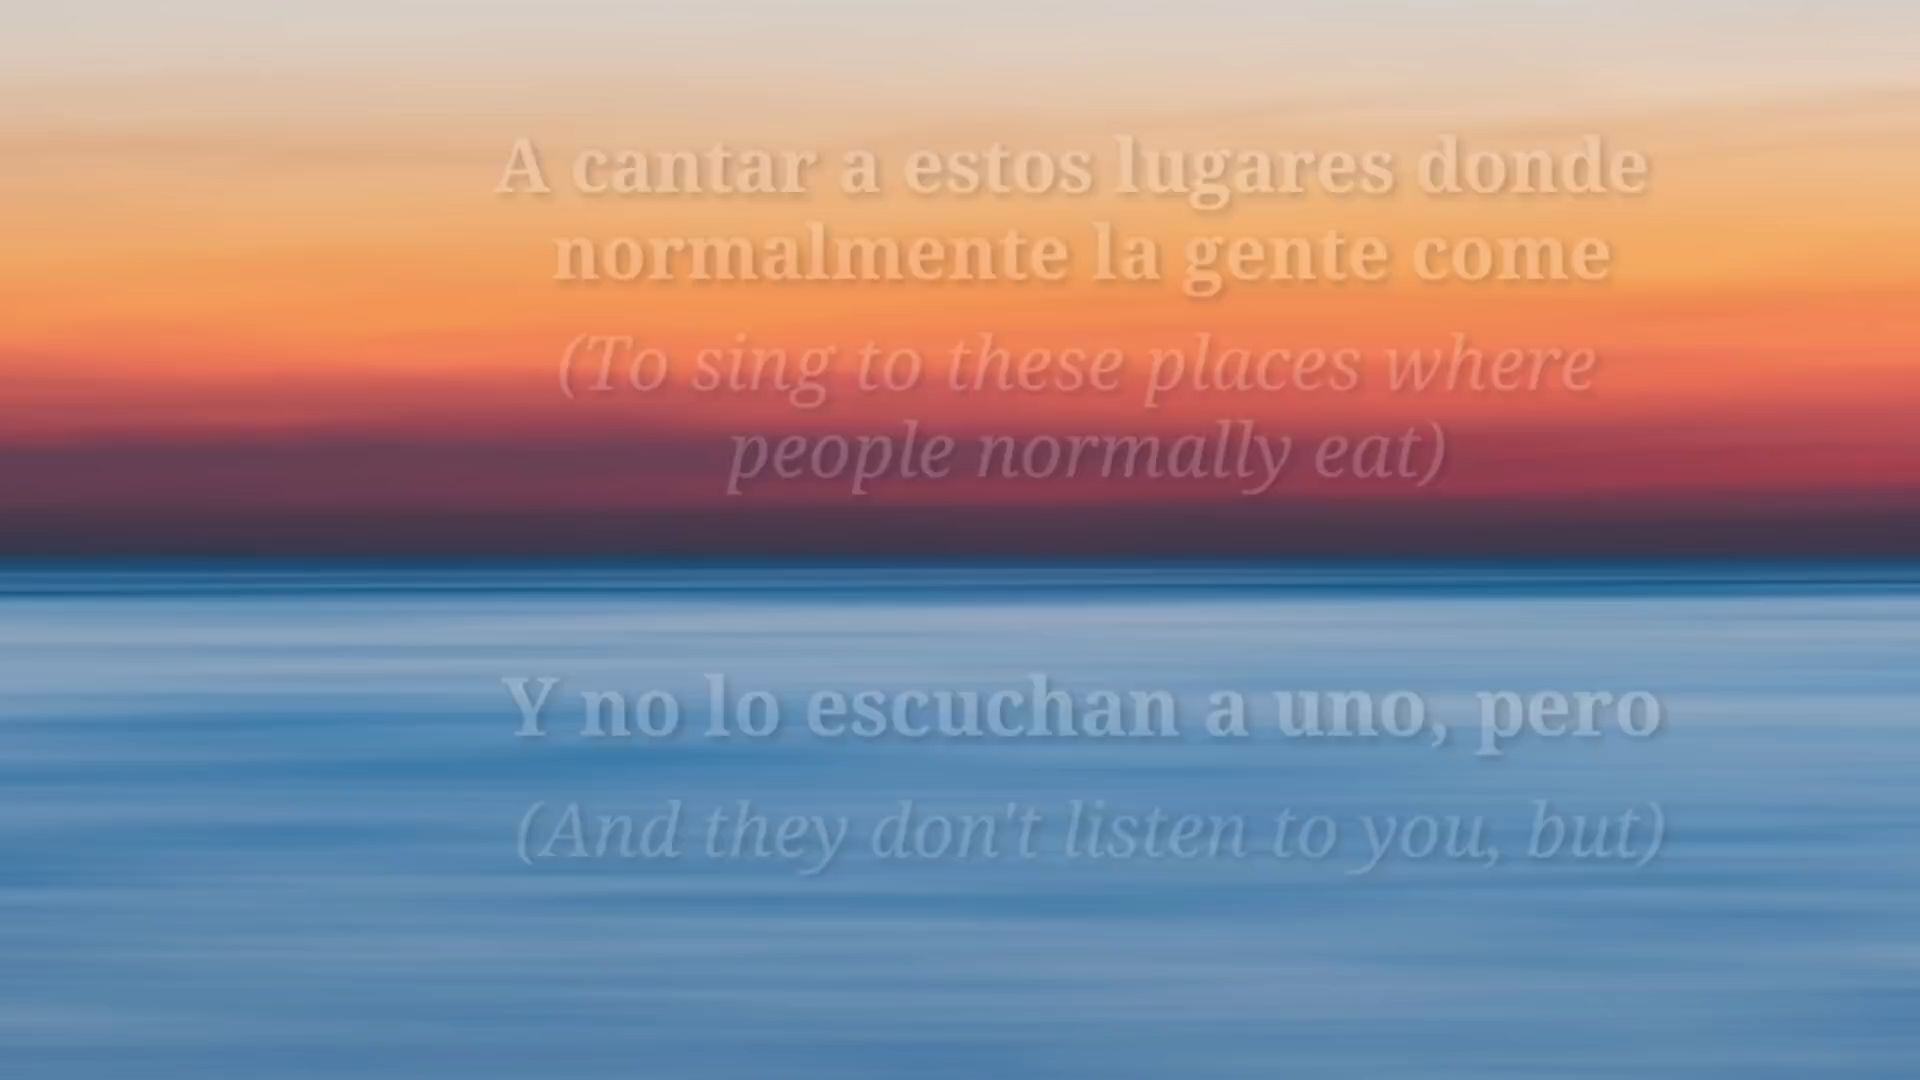 A cantar a estos lugares donde
normalmente la gente come
(To sing to these places where
people normally eat)
Y no lo escuchan a uno, pero
(And they don't listen to you, but)